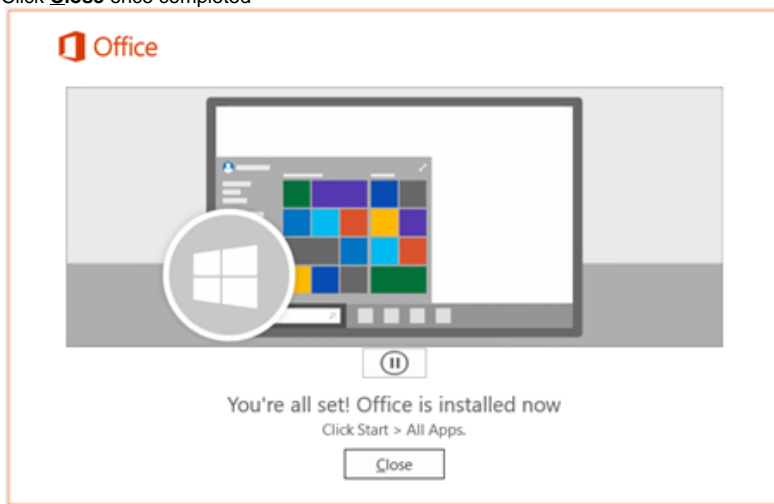 Click Close once completed
Office
You're all set! Office is installed now
Click Start > All Apps.
Close